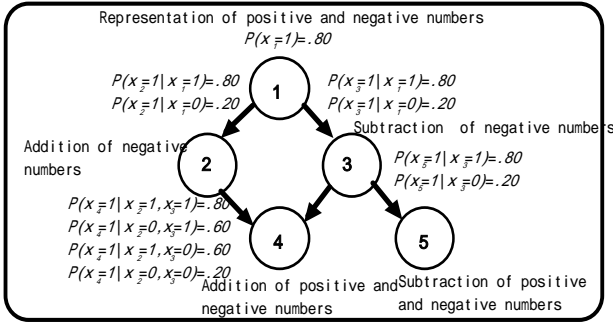 Representation of positive and negative numbers
P(x₁=1)=.80
P(x₂=1|x₁=1)=.80
P(x₂=1|x₁=0)=.20
P(x₃=1|x₁=1)=.80
P(x₃=1|x₁=0)=.20
1
Addition of negative
numbers
Subtraction of negative numbers
2
3
P(x₅=1|x₃=1)=.80
P(x₅=1|x₃=0)=.20
P(x₄=1|x₂=1,x₃=1)=.80
P(x₄=1|x₂=0,x₃=1)=.60
P(x₄=1|x₂=1,x₃=0)=.60
P(x₄=1|x₂=0,x₃=0)=.20
4
5
Addition of positive and
negative numbers
Subtraction of positive
and negative numbers